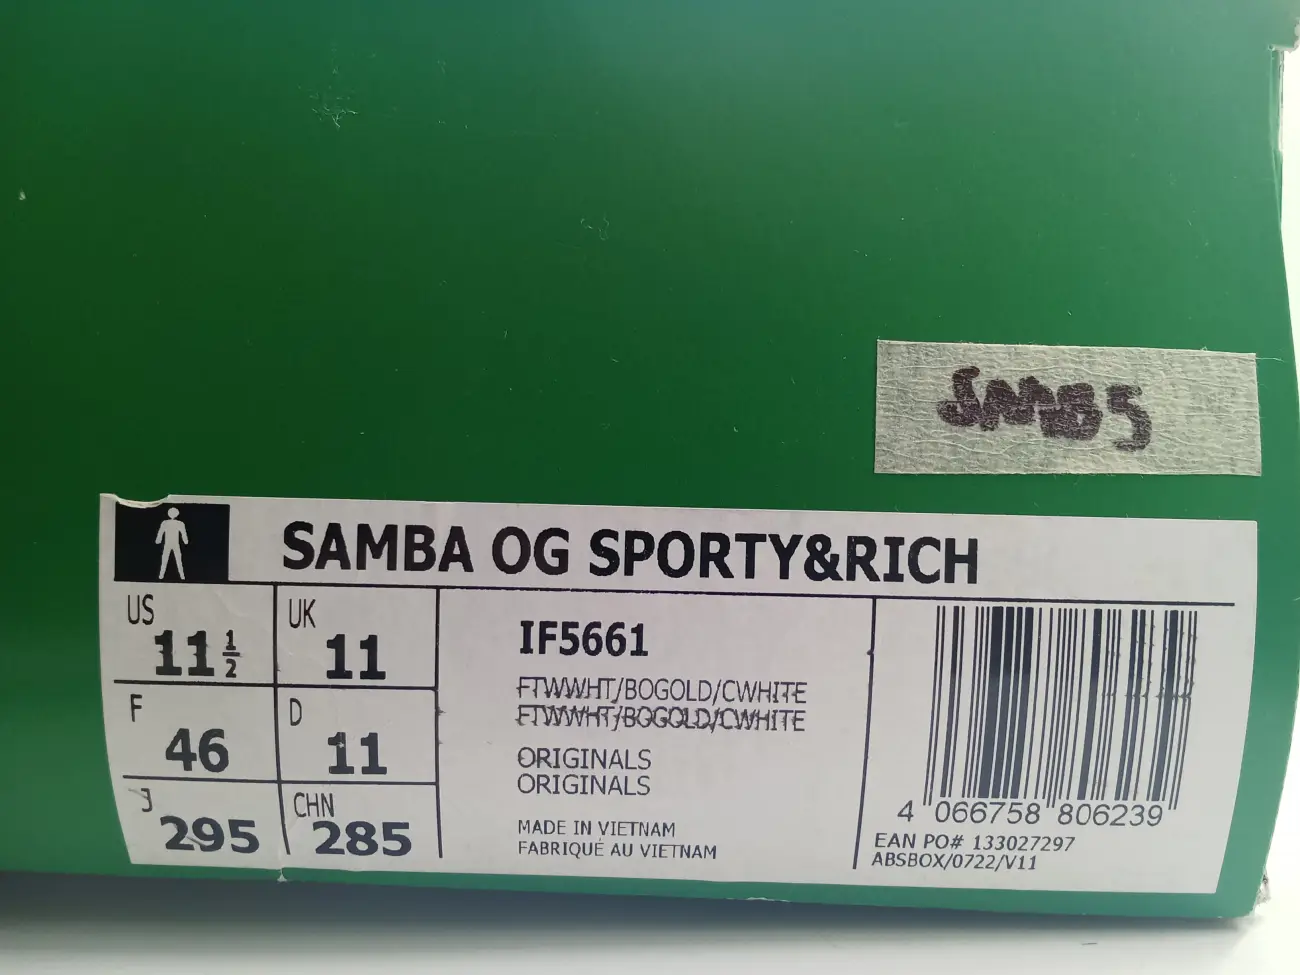 SMB5
SAMBA OG SPORTY&RICH
US
11 1/2
UK
11
F
46
D
11
J
295
CHN
285
IF5661
FTWWHT/BOGOLD/CWHITE
FTWWHT/BOGOLD/CWHITE
ORIGINALS
ORIGINALS
MADE IN VIETNAM
FABRIQUÉ AU VIETNAM
4 066758 806239
EAN PO# 133027297
ABSBOX/0722/V11